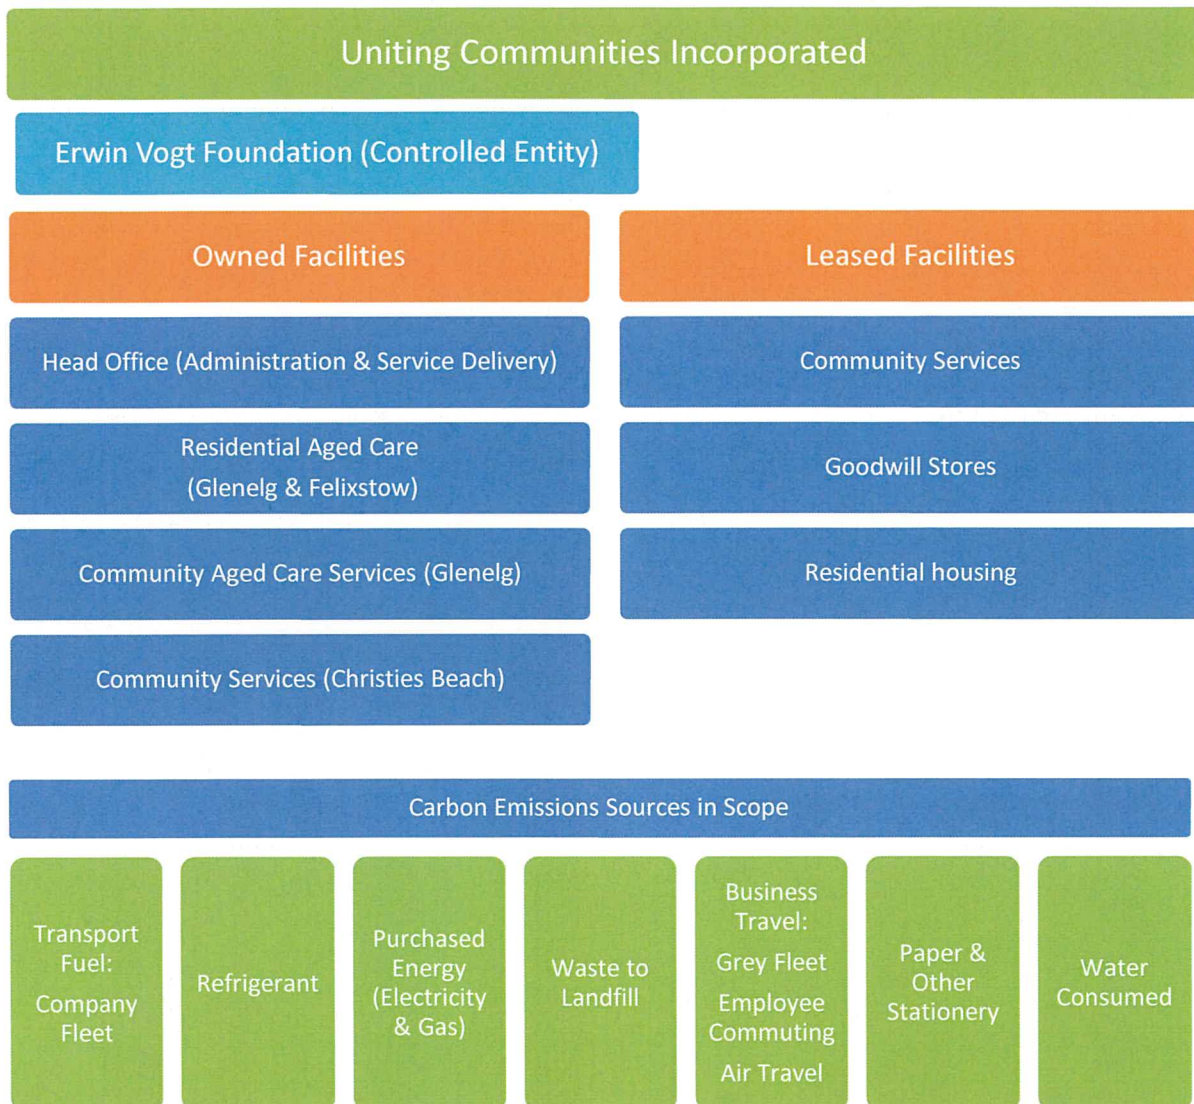 Uniting Communities Incorporated
Erwin Vogt Foundation (Controlled Entity)
Owned Facilities
Head Office (Administration & Service Delivery)
Residential Aged Care
(Glenelg & Felixstow)
Community Aged Care Services (Glenelg)
Community Services (Christies Beach)
Leased Facilities
Community Services
Goodwill Stores
Residential housing
Carbon Emissions Sources in Scope
Transport
Fuel:
Company
Fleet
Refrigerant
Purchased
Energy
(Electricity
& Gas)
Waste to
Landfill
Business
Travel:
Grey Fleet
Employee
Commuting
Air Travel
Paper &
Other
Stationery
Water
Consumed